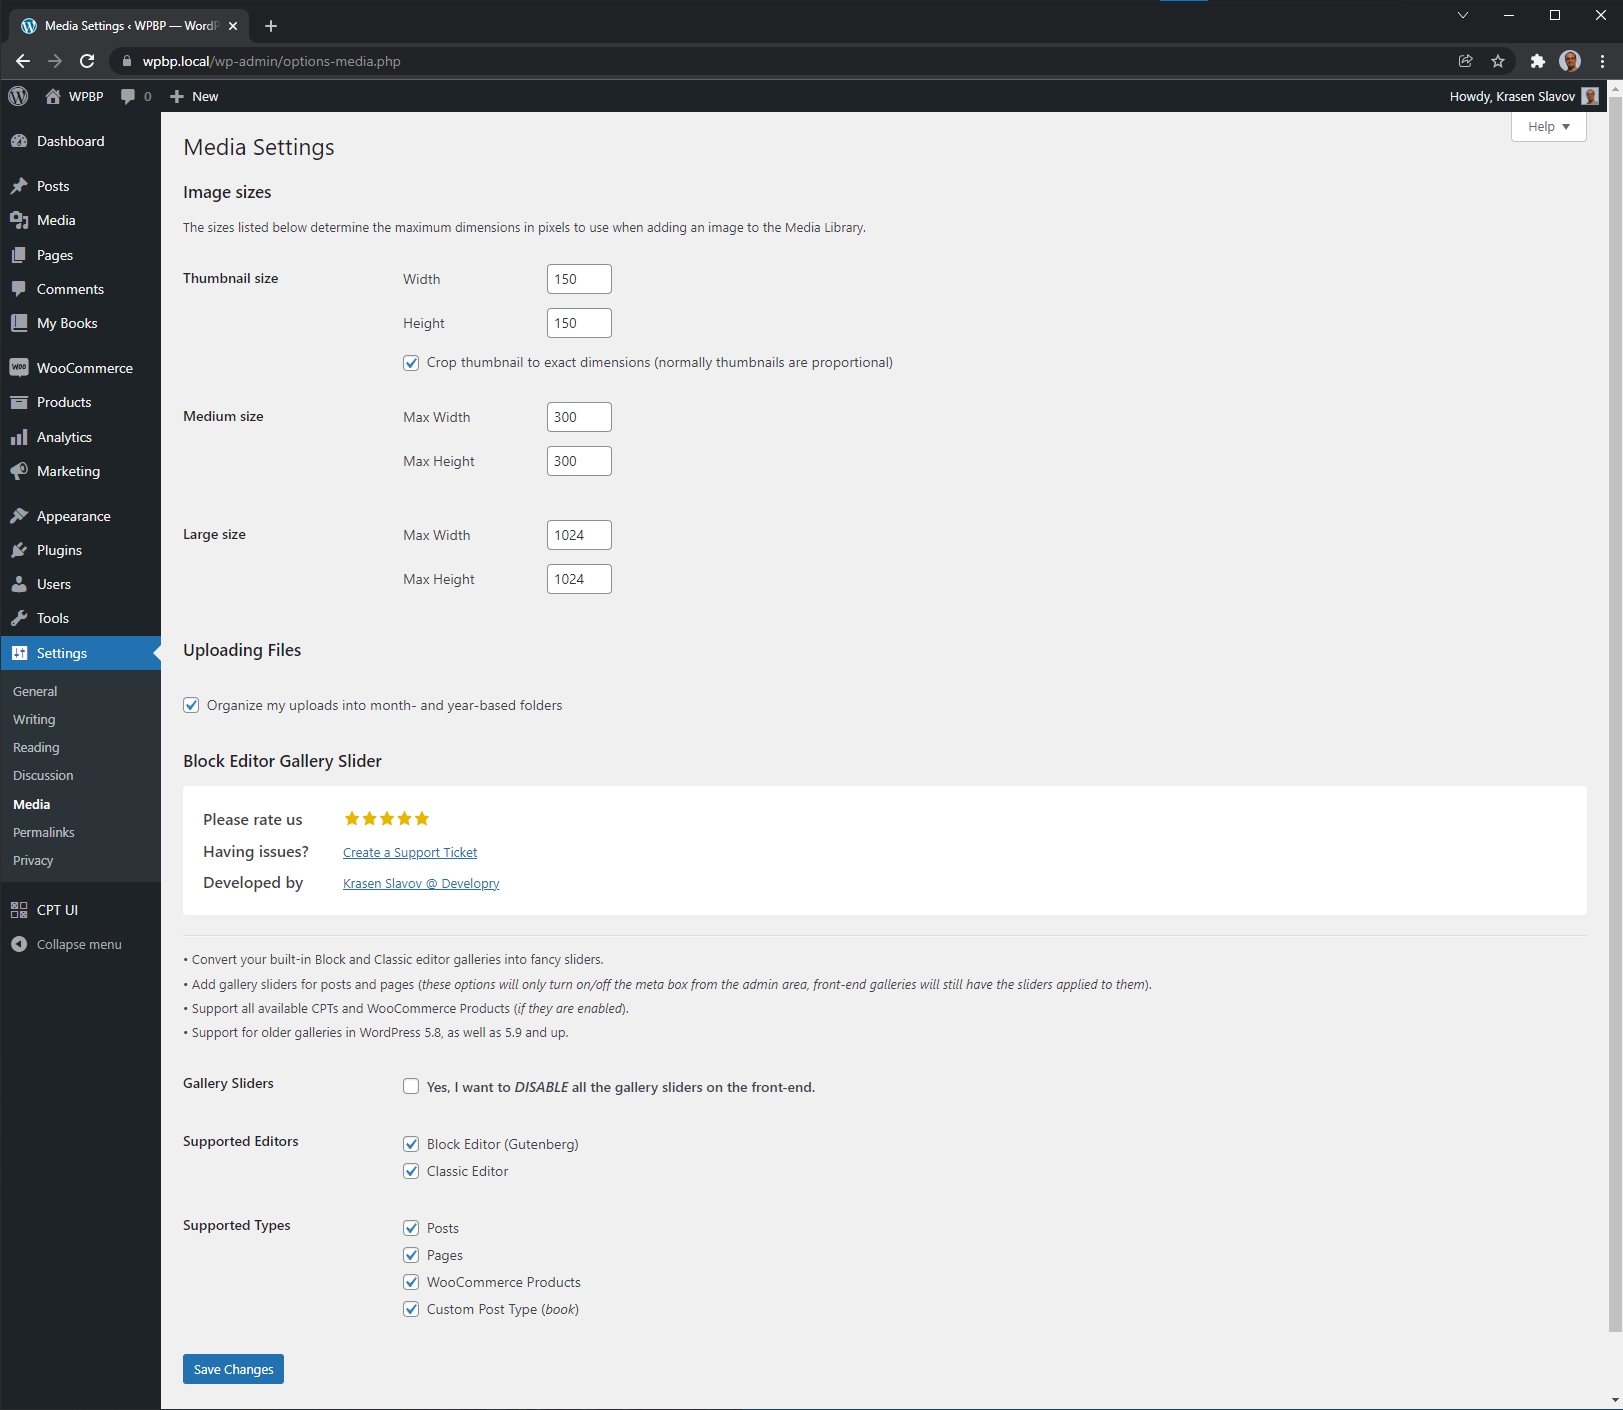 Media Settings ‹ WPBP — WordP
wpbp.local/wp-admin/options-media.php
WPBP
0
New
Howdy, Krasen Slavov
Help
Dashboard
Posts
Media
Pages
Comments
My Books
WooCommerce
Products
Analytics
Marketing
Appearance
Plugins
Users
Tools
Settings
General
Writing
Reading
Discussion
Media
Permalinks
Privacy
CPT UI
Collapse menu
Media Settings
Image sizes
The sizes listed below determine the maximum dimensions in pixels to use when adding an image to the Media Library.
Thumbnail size
Width 150
Height 150
Crop thumbnail to exact dimensions (normally thumbnails are proportional)
Medium size
Max Width 300
Max Height 300
Large size
Max Width 1024
Max Height 1024
Uploading Files
Organize my uploads into month- and year-based folders
Block Editor Gallery Slider
Please rate us
Having issues? Create a Support Ticket
Developed by Krasen Slavov @ Developry
• Convert your built-in Block and Classic editor galleries into fancy sliders.
• Add gallery sliders for posts and pages (these options will only turn on/off the meta box from the admin area, front-end galleries will still have the sliders applied to them).
• Support all available CPTs and WooCommerce Products (if they are enabled).
• Support for older galleries in WordPress 5.8, as well as 5.9 and up.
Gallery Sliders
Yes, I want to DISABLE all the gallery sliders on the front-end.
Supported Editors
Block Editor (Gutenberg)
Classic Editor
Supported Types
Posts
Pages
WooCommerce Products
Custom Post Type (book)
Save Changes